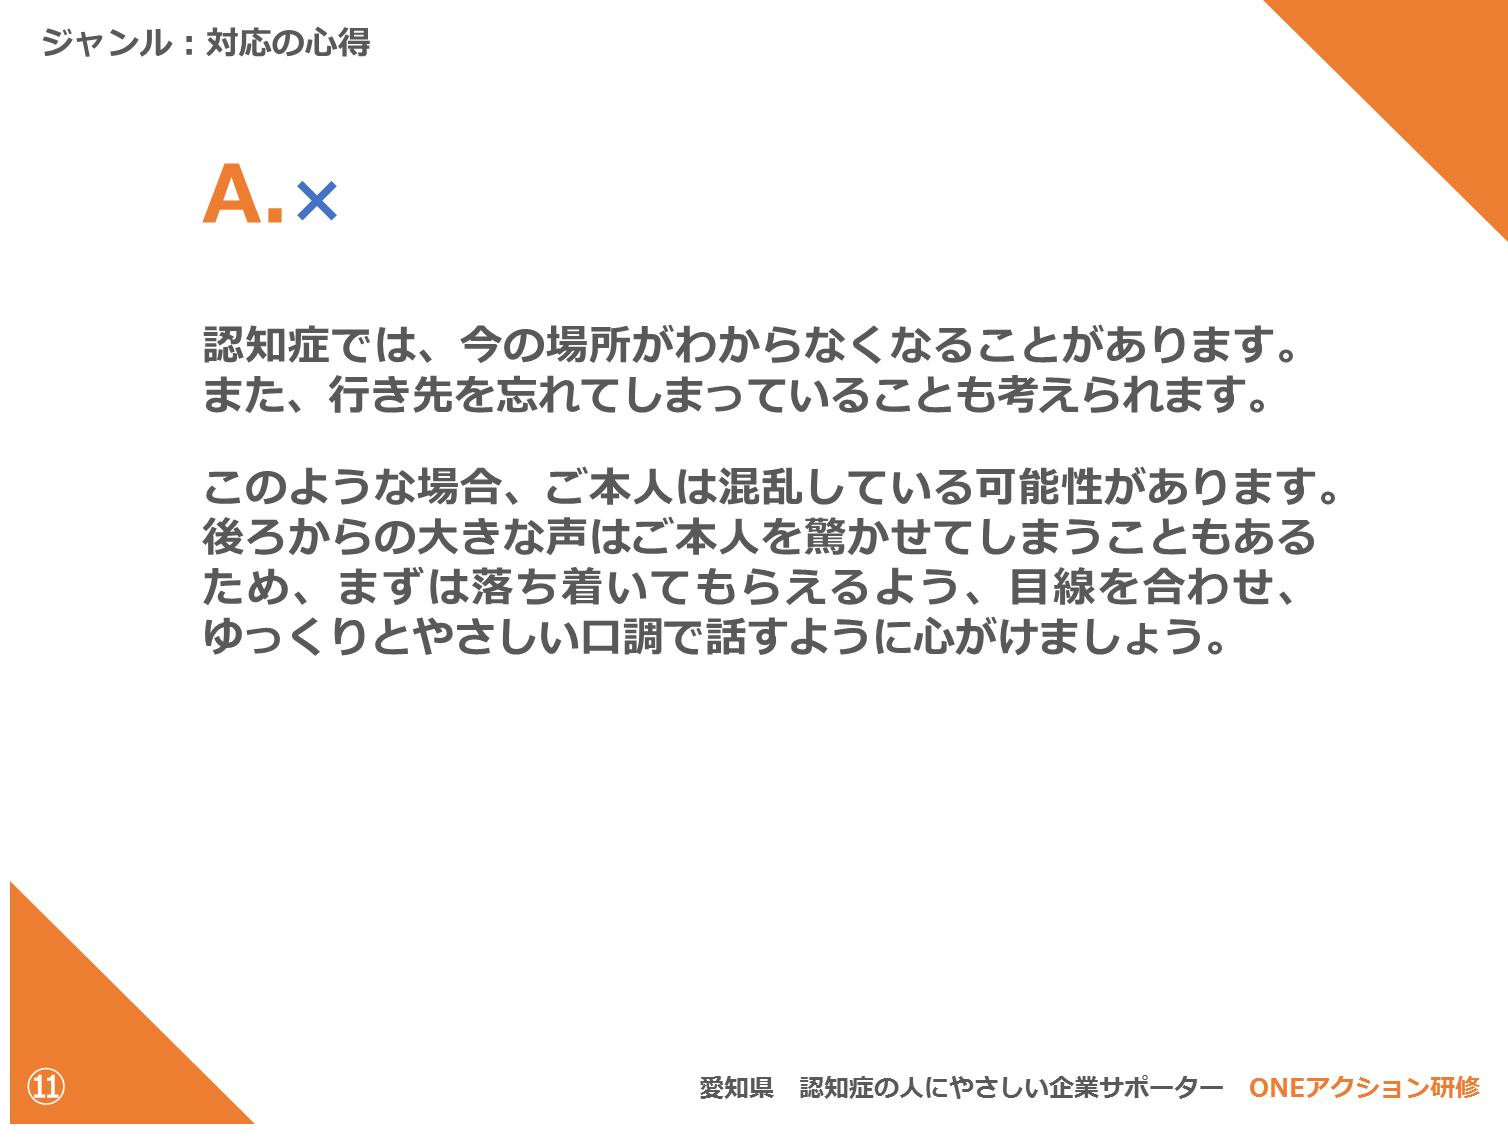 ジャンル：対応の心得
A.×
認知症では、今の場所がわからなくなることがあります。
また、行き先を忘れてしまっていることも考えられます。
このような場合、ご本人は混乱している可能性があります。
後ろからの大きな声はご本人を驚かせてしまうこともある
ため、まずは落ち着いてもらえるよう、目線を合わせ、
ゆっくりとやさしい口調で話すように心がけましょう。
⑪
愛知県　認知症の人にやさしい企業サポーター　ONEアクション研修